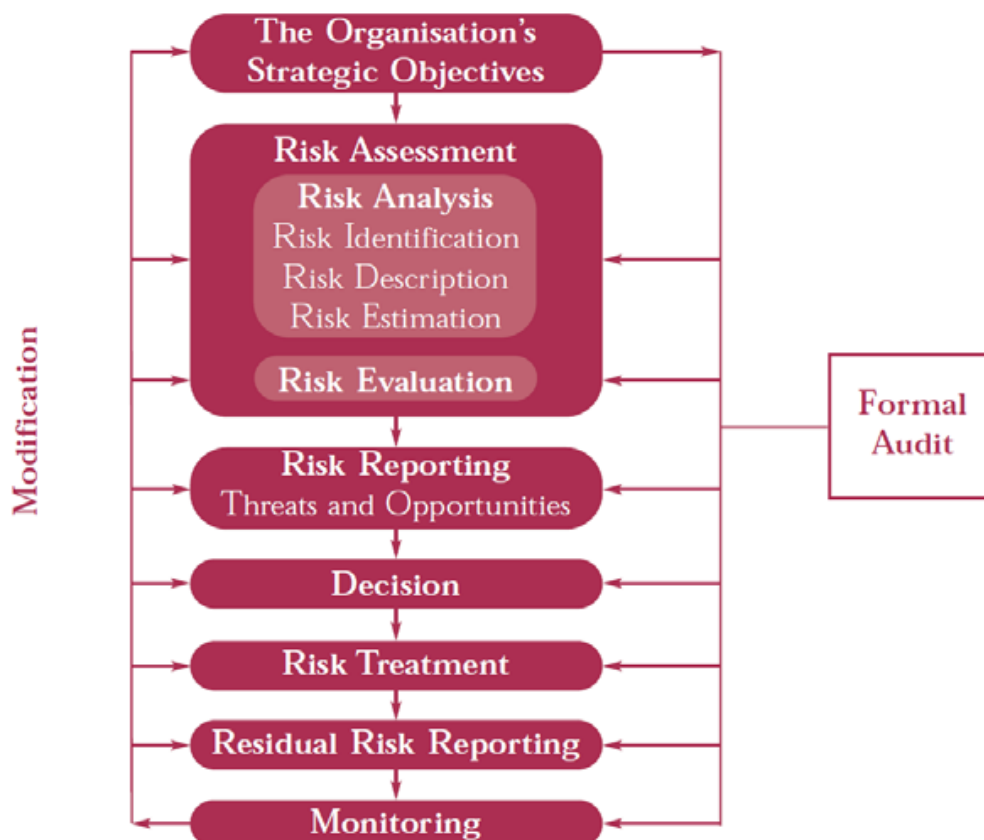 The Organisation's
Strategic Objectives
Risk Assessment
Risk Analysis
Risk Identification
Risk Description
Risk Estimation
Risk Evaluation
Risk Reporting
Threats and Opportunities
Decision
Risk Treatment
Residual Risk Reporting
Monitoring
Modification
Formal
Audit